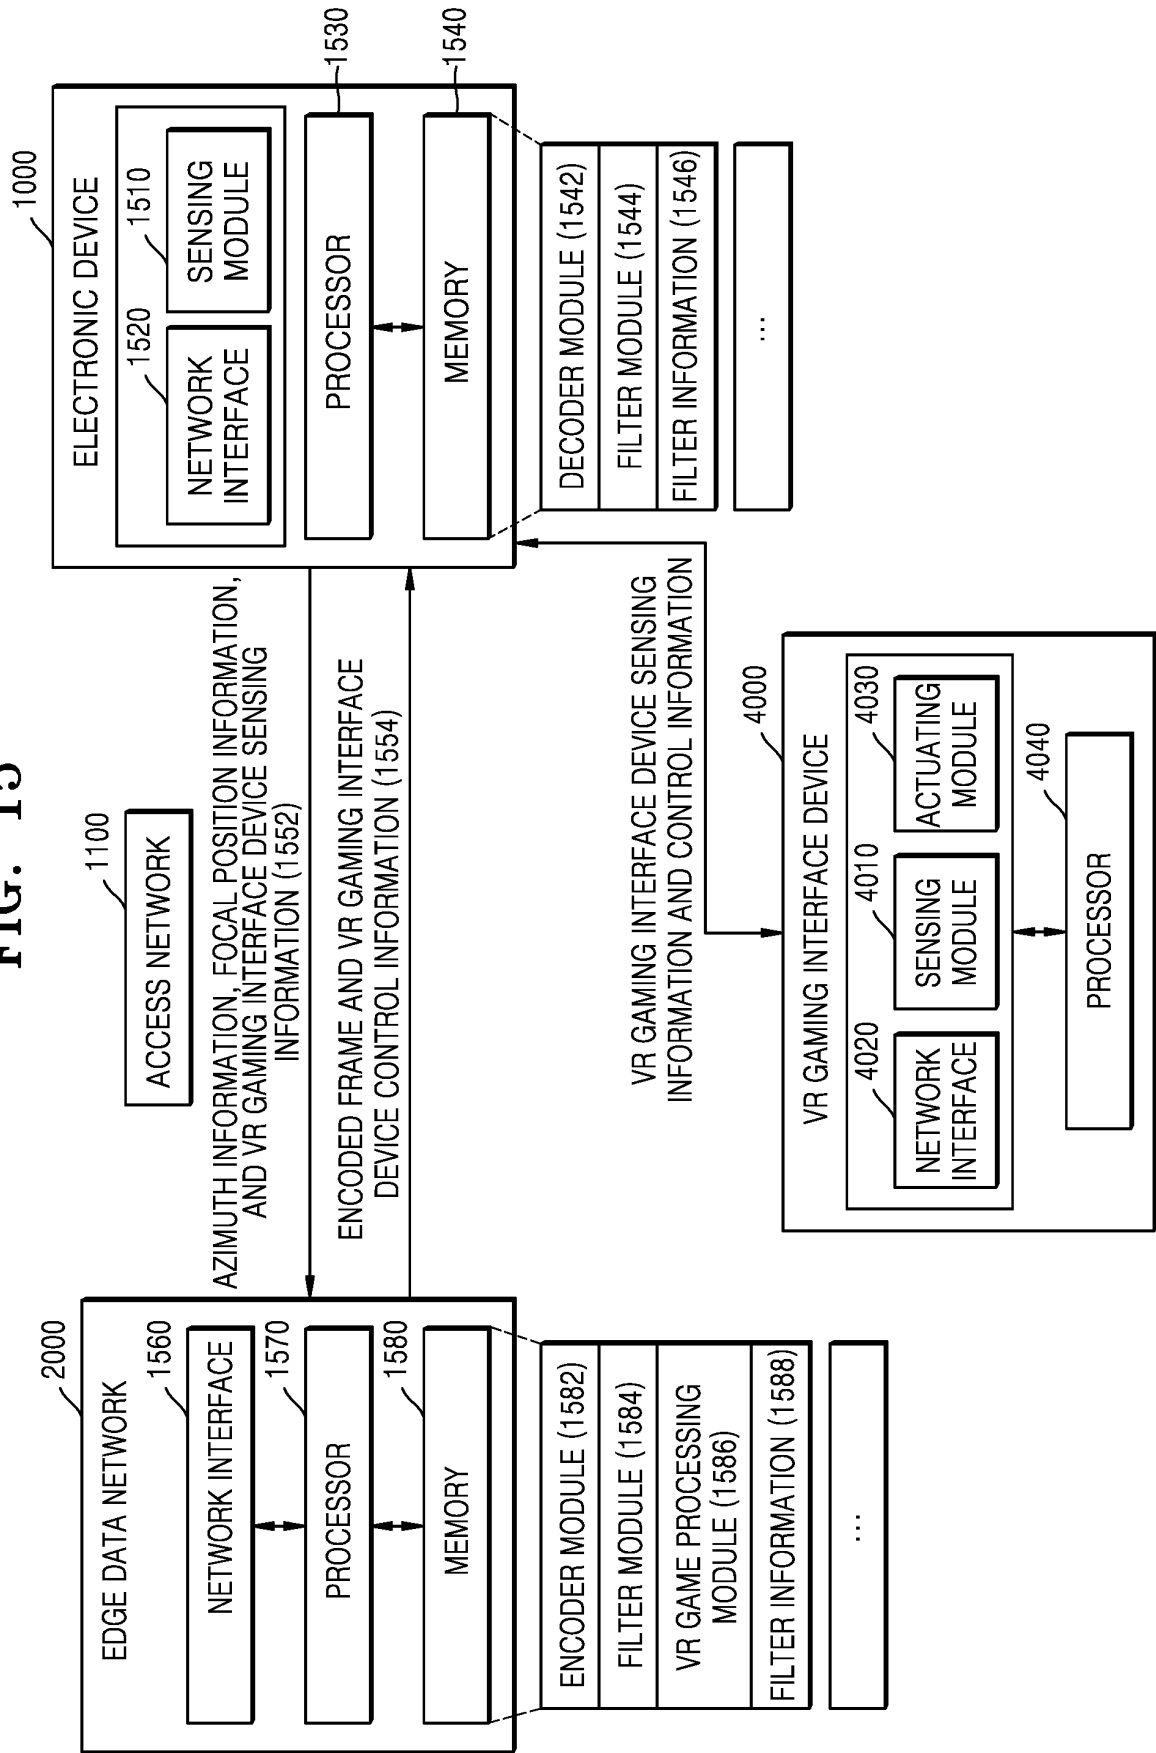 FIG. 15
2000
EDGE DATA NETWORK
1560
NETWORK INTERFACE
1570
PROCESSOR
1580
MEMORY
ENCODER MODULE (1582)
FILTER MODULE (1584)
VR GAME PROCESSING
MODULE (1586)
FILTER INFORMATION (1588)
...
1100
ACCESS NETWORK
AZIMUTH INFORMATION, FOCAL POSITION INFORMATION,
AND VR GAMING INTERFACE DEVICE SENSING
INFORMATION (1552)
ENCODED FRAME AND VR GAMING INTERFACE
DEVICE CONTROL INFORMATION (1554)
1000
ELECTRONIC DEVICE
1520
NETWORK
INTERFACE
1510
SENSING
MODULE
PROCESSOR
1530
MEMORY
1540
DECODER MODULE (1542)
FILTER MODULE (1544)
FILTER INFORMATION (1546)
...
VR GAMING INTERFACE DEVICE SENSING
INFORMATION AND CONTROL INFORMATION
4000
VR GAMING INTERFACE DEVICE
4020
NETWORK
INTERFACE
4010
SENSING
MODULE
4030
ACTUATING
MODULE
4040
PROCESSOR